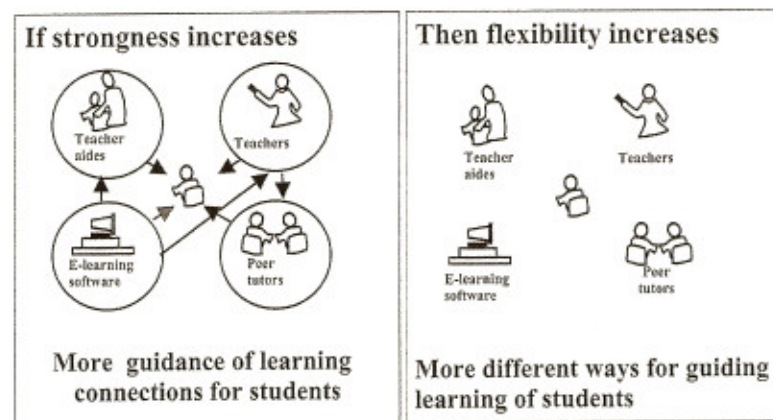 If strongness increases
Teacher
aides
Teachers
E-learning
software
Peer
tutors
More guidance of learning
connections for students
Then flexibility increases
Teacher
aides
Teachers
E-learning
software
Peer
tutors
More different ways for guiding
learning of students